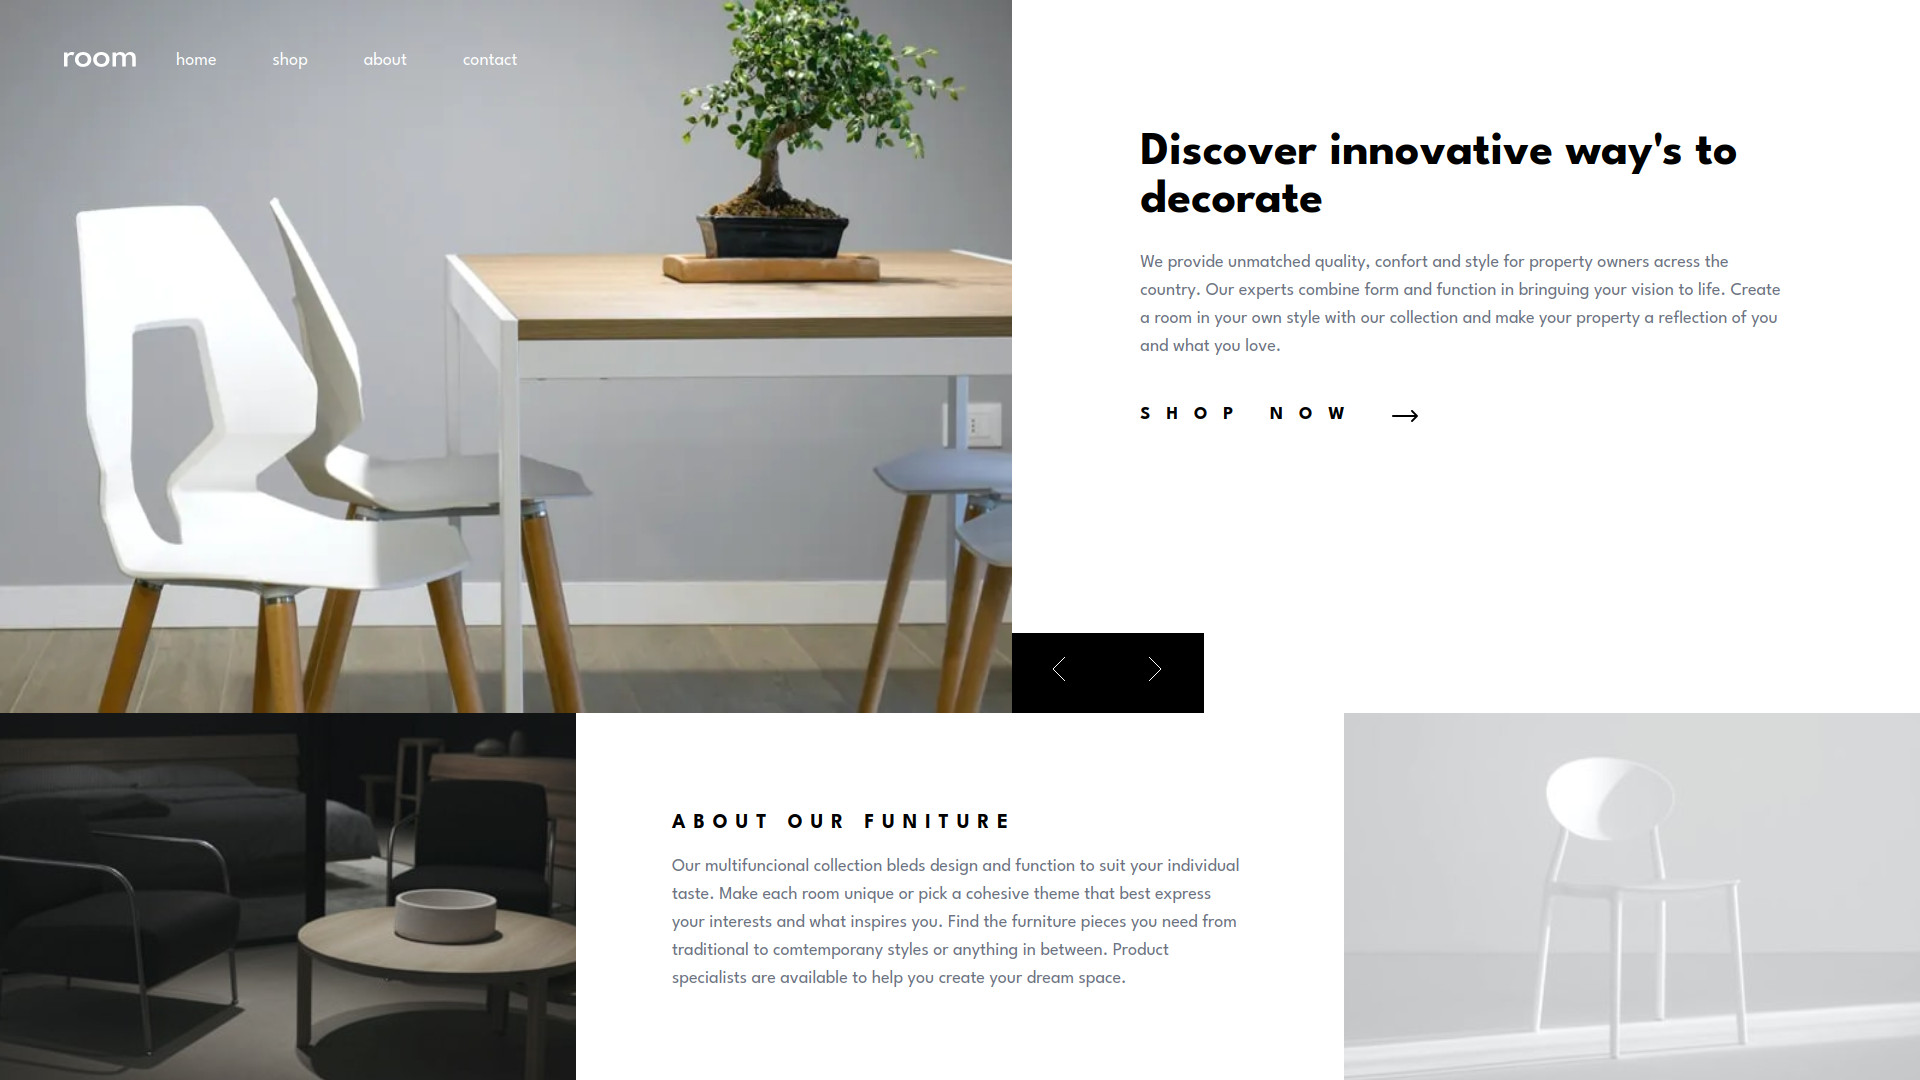 room
home
shop
about
contact
Discover innovative way's to
decorate
We provide unmatched quality, confort and style for property owners acress the
country. Our experts combine form and function in bringuing your vision to life. Create
a room in your own style with our collection and make your property a reflection of you
and what you love.
SHOP NOW
ABOUT OUR FUNITURE
Our multifuncional collection bleds design and function to suit your individual
taste. Make each room unique or pick a cohesive theme that best express
your interests and what inspires you. Find the furniture pieces you need from
traditional to comtemporany styles or anything in between. Product
specialists are available to help you create your dream space.